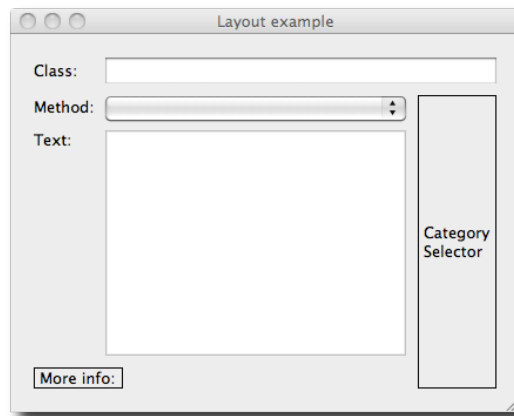 Layout example
Class:
Method:
Text:
Category
Selector
More info: